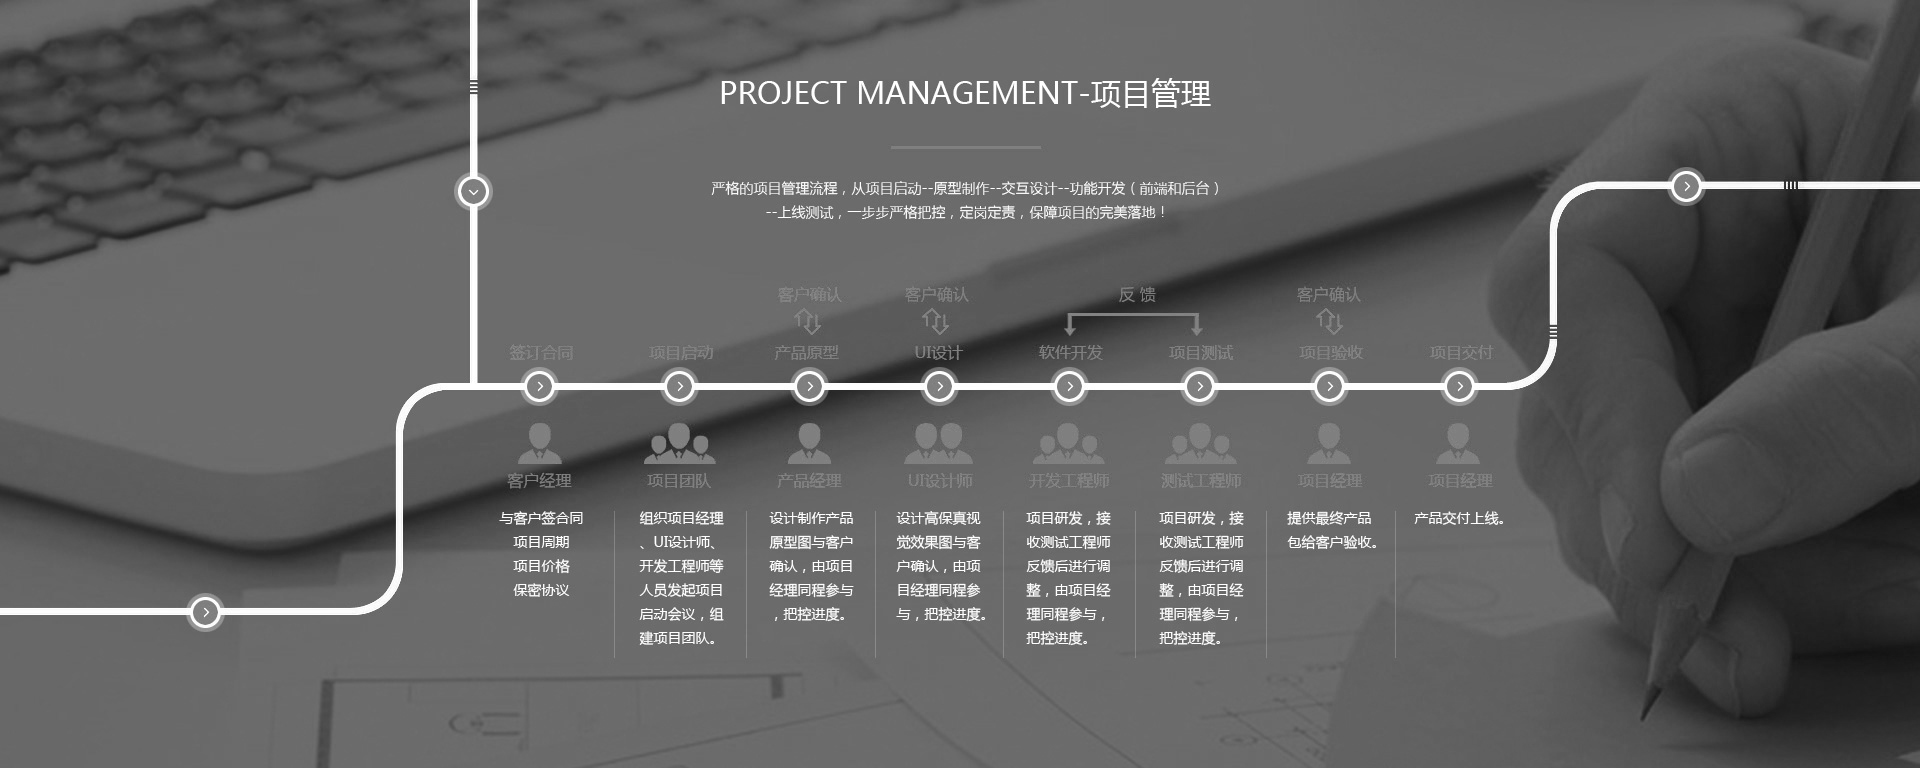 PROJECT MANAGEMENT-项目管理
严格的项目管理流程，从项目启动--原型制作--交互设计--功能开发（前端和后台）
--上线测试，一步步严格把控，定岗定责，保障项目的完美落地！
客户确认
客户确认
反 馈
客户确认
签订合同
项目启动
产品原型
UI设计
软件开发
项目测试
项目验收
项目交付
客户经理
项目团队
产品经理
UI设计师
开发工程师
测试工程师
项目经理
项目经理
与客户签合同
项目周期
项目价格
保密协议
组织项目经理
、UI设计师、
开发工程师等
人员发起项目
启动会议，组
建项目团队。
设计制作产品
原型图与客户
确认，由项目
经理同程参与
，把控进度。
设计高保真视
觉效果图与客
户确认，由项
目经理同程参
与，把控进度。
项目研发，接
收测试工程师
反馈后进行调
整，由项目经
理同程参与，
把控进度。
项目研发，接
收测试工程师
反馈后进行调
整，由项目经
理同程参与，
把控进度。
提供最终产品
包给客户验收。
产品交付上线。